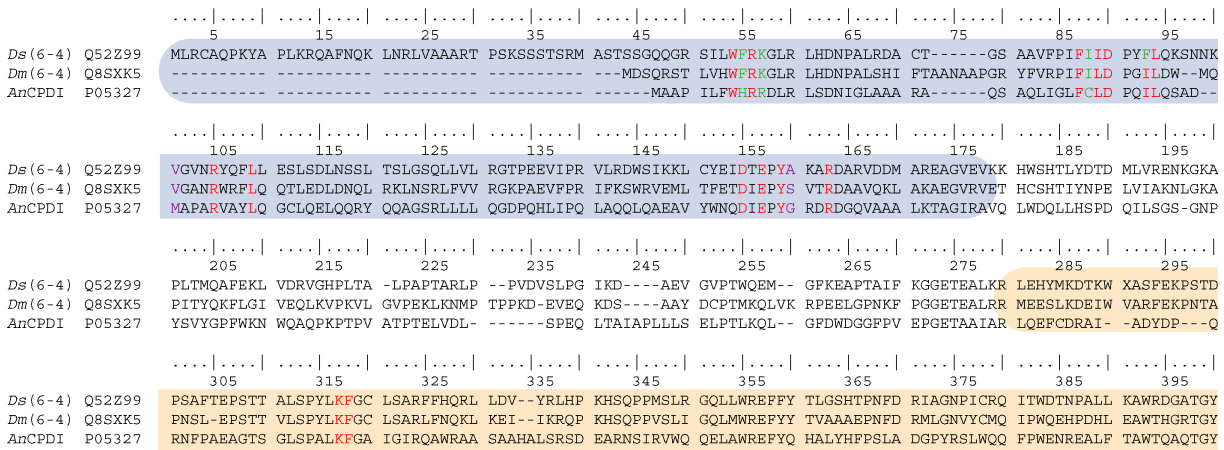 ....|....| ....|....| ....|....| ....|....| ....|....| ....|....| ....|....| ....|....| ....|....| ....|....|
5 15 25 35 45 55 65 75 85 95
Ds(6-4) Q52Z99 MLRCAQPKYA PLKRQAFNQK LNRLVAAART PSKSSSTSRM ASTSSGQQGR SILWFRKGLR LHDNPALRDA CT-----GS AAVFPIFIID PYFLQKSNNK
Dm(6-4) Q8SXK5 ---------- ---------- ---------- ---------- --MDSQRSTL VHWFRKGLRL HDNPALSHI FTAANAAPGR YFVRPIFILD PGILDW--MQ
AnCPDI P05327 ---------- ---------- ---------- ---------- -----MAAP ILFWHRRDLR LSDNIGLAAA RA-----QS AQLIGLFCLD PQILQSAD--
....|....| ....|....| ....|....| ....|....| ....|....| ....|....| ....|....| ....|....| ....|....| ....|....|
105 115 125 135 145 155 165 175 185 195
Ds(6-4) Q52Z99 VGVNRYQFLL ESLSDLNSSL TSLGSQLLVL RGTPEEVIPR VLRDWSIKKL CYEIDTEPYA KARDARVDDM AREAGVEVKK HWSHTLYDTD MLVRENKGKA
Dm(6-4) Q8SXK5 VGANRWRFLQ QTLEDLDNQL RKLNSRLFVV RGKPAEVFPR IFKSWRVEML TFETDIEPYS VTRDAAVQKL AKAEGVRVET HCSHTIYNPE LVIAKNLGKA
AnCPDI P05327 MAPARVAYLQ GCLQELQQRY QQAGSRLLLL QGDPQHLIPQ LAQQLQAEAV YWNQDIEPYG RDRDGQVAAA LKTAGIRAVQ LWDQLLHSPD QILSGS-GNP
....|....| ....|....| ....|....| ....|....| ....|....| ....|....| ....|....| ....|....| ....|....| ....|....|
205 215 225 235 245 255 265 275 285 295
Ds(6-4) Q52Z99 PLTMQAFEKL VDRVGHPLTA -LPAPTARLP --PVDVSLPG IKD--AEV GVPTWQEM-- GFKEAPTAIF KGGETEALKR LEHYMKDTKW XASFEKPSTD
Dm(6-4) Q8SXK5 PITYQKFLGI VEQLKVPKVL GVPEKLKNMP TPPKD-EVEQ KDS---AAY DCPTMKQLVK RPEELGPNKF PGGETEALRR MEESLKDEIW VARFEKPNTA
AnCPDI P05327 YSVYGPFWKN WQAQPKPTPV ATPTELVDL- -----SPEQ LTAIAPLLLS ELPTLKQL-- GFDWDGGFPV EPGETAAIAR LQEFCDRAI- -ADYDP---Q
....|....| ....|....| ....|....| ....|....| ....|....| ....|....| ....|....| ....|....| ....|....| ....|....|
305 315 325 335 345 355 365 375 385 395
Ds(6-4) Q52Z99 PSAFTEPSTT ALSPYLKFGC LSARFFHQRL LDV--YRLHP KHSQPPMSLR GQLLWREFFY TLGSHTPNFD RIAGNPICRQ ITWDTNPALL KAWRDGATGY
Dm(6-4) Q8SXK5 PNSL-EPSTT VLSPYLKFGC LSARLFNQKL KEI--IKRQP KHSQPPVSLI GQLMWREFYY TVAAAEPNFD RMLGNVYCMQ IPWQEHPDHL EAWTHGRTGY
AnCPDI P05327 RNFPAEAGTS GLSPALKFGA IGIRQAWRAA SAAHALSRSD EARNSIRVWQ QELAWREFYQ HALYHFPSLA DGPYRSLWQQ FPWENREALF TAWTQAQTGY